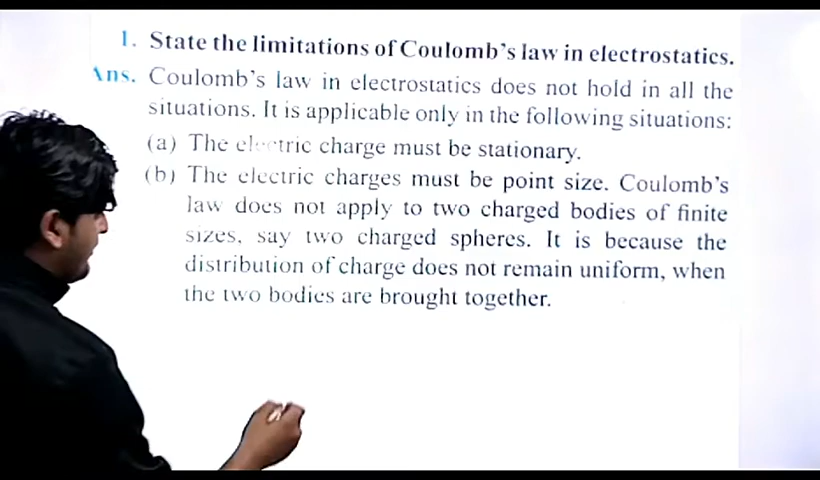 1. State the limitations of Coulomb's law in electrostatics.
Ans. Coulomb's law in electrostatics does not hold in all the
situations. It is applicable only in the following situations:
(a) The electric charge must be stationary.
(b) The electric charges must be point size. Coulomb's
law does not apply to two charged bodies of finite
sizes, say two charged spheres. It is because the
distribution of charge does not remain uniform, when
the two bodies are brought together.